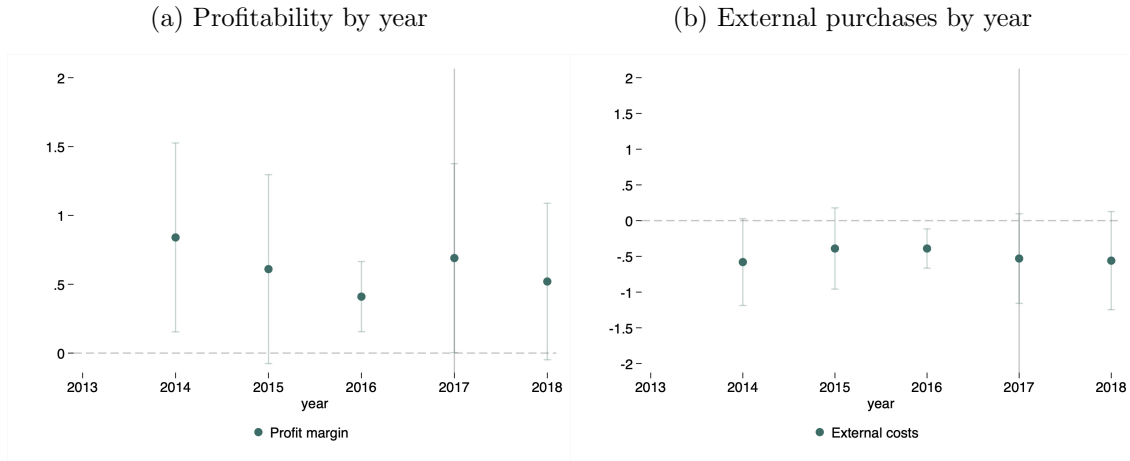 (a) Profitability by year
2
1.5
1
.5
0
2013 2014 2015 2016 2017 2018
year
Profit margin
(b) External purchases by year
2
1.5
1
.5
0
-.5
-1
-1.5
-2
2013 2014 2015 2016 2017 2018
year
External costs